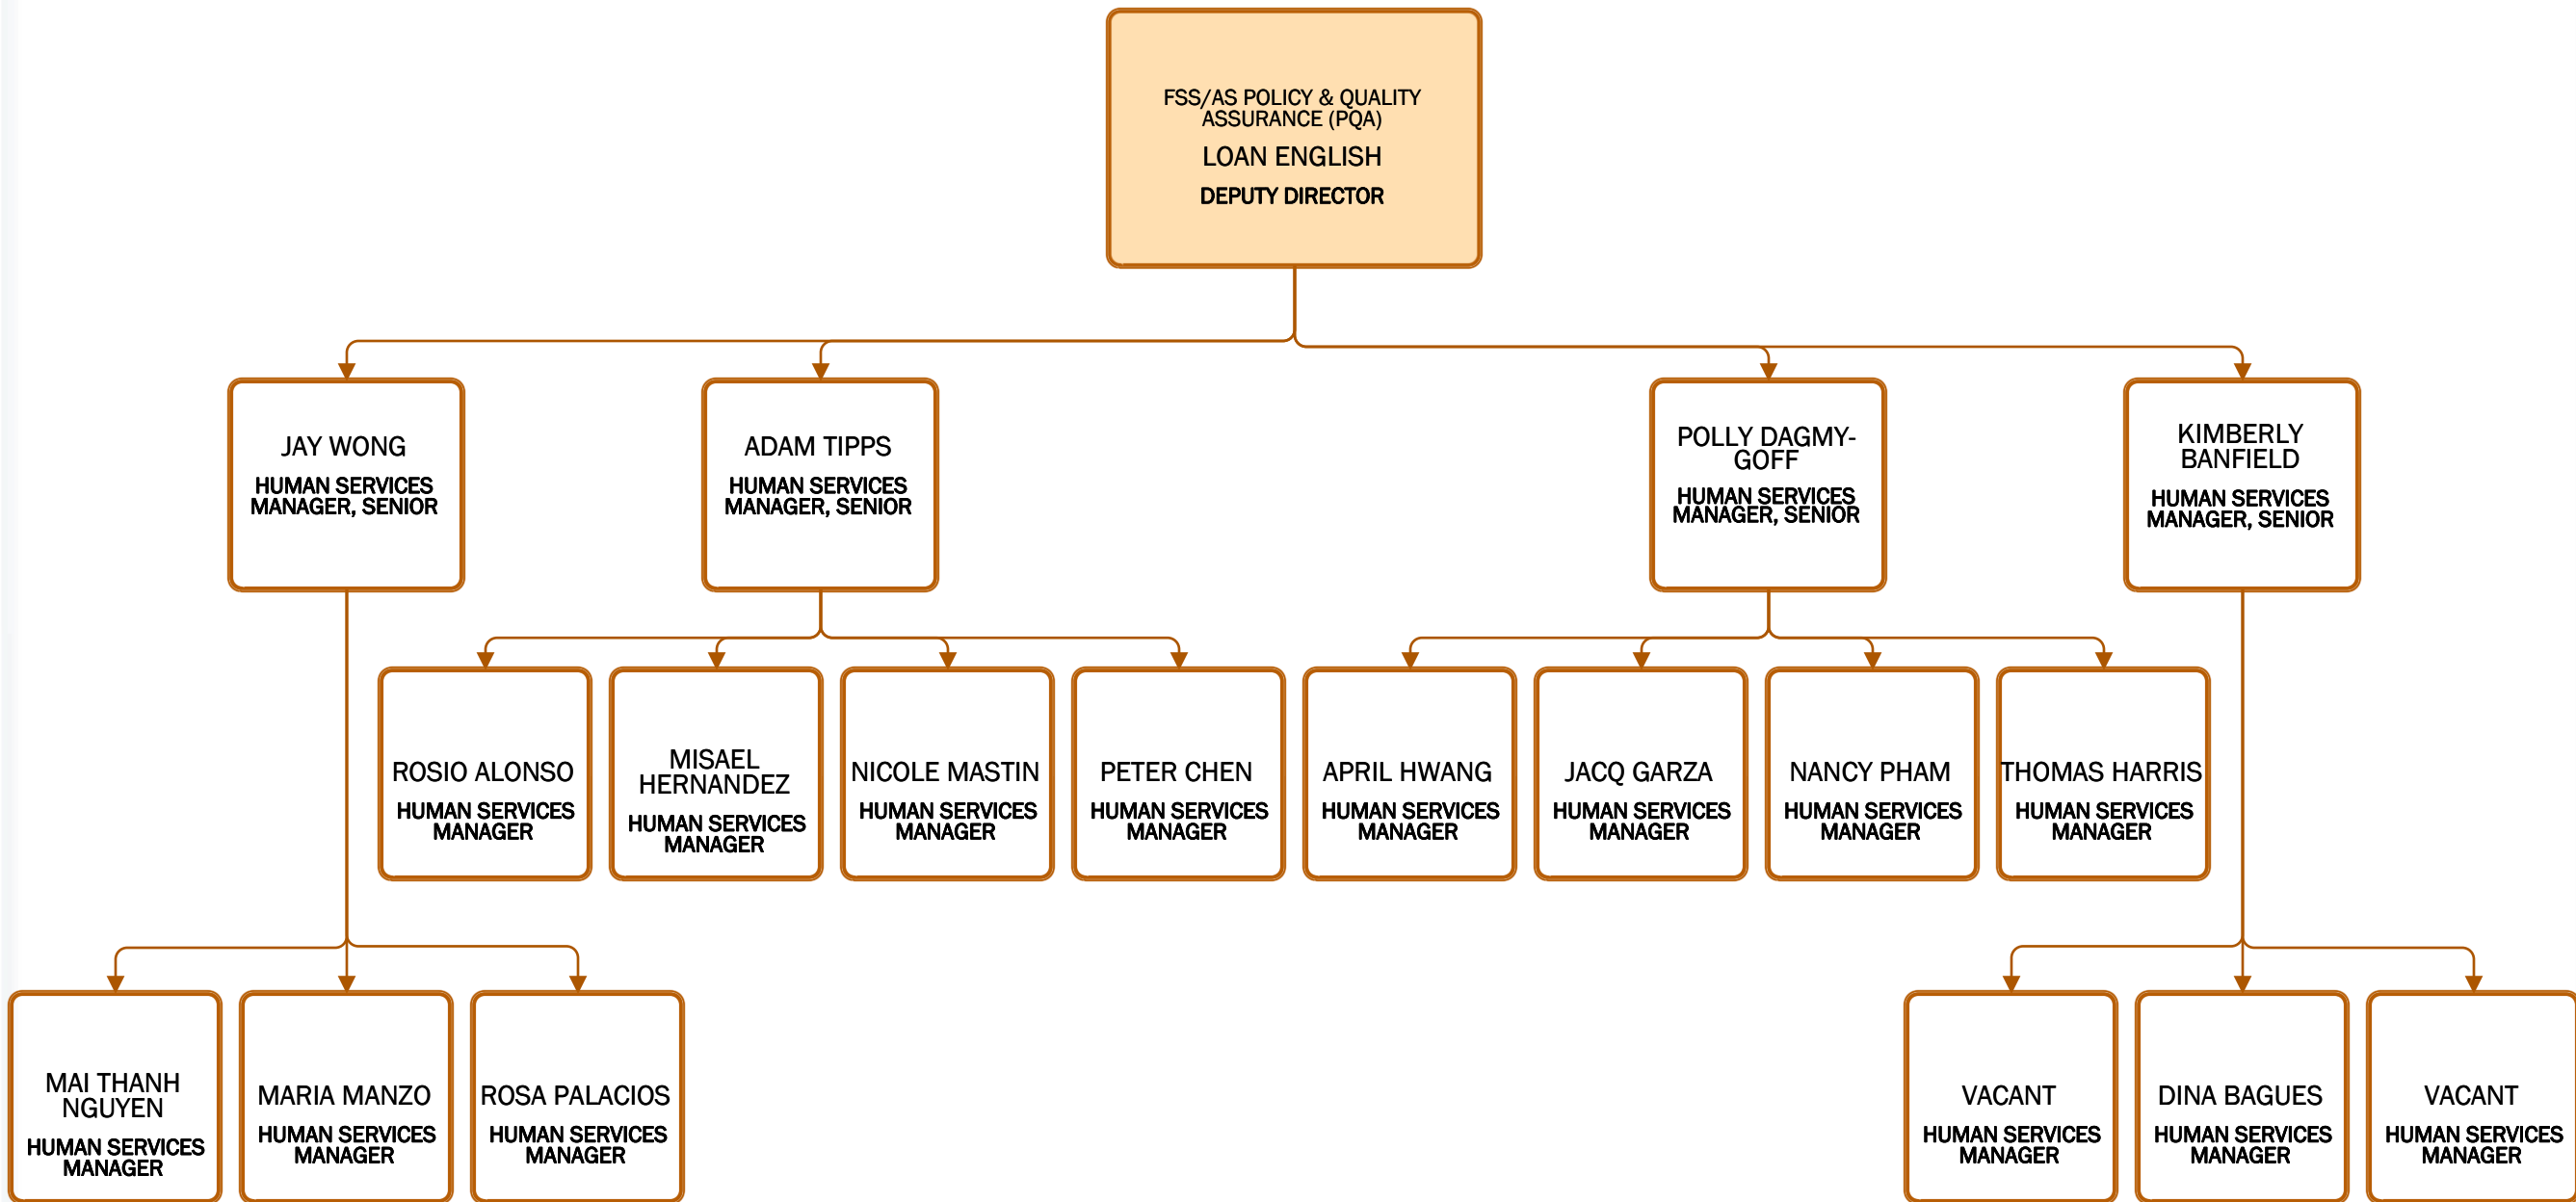 FSS/AS POLICY & QUALITY
ASSURANCE (PQA)
LOAN ENGLISH
DEPUTY DIRECTOR
JAY WONG
HUMAN SERVICES
MANAGER, SENIOR
ADAM TIPPS
HUMAN SERVICES
MANAGER, SENIOR
POLLY DAGMY-
GOFF
HUMAN SERVICES
MANAGER, SENIOR
KIMBERLY
BANFIELD
HUMAN SERVICES
MANAGER, SENIOR
ROSIO ALONSO
HUMAN SERVICES
MANAGER
MISAEL
HERNANDEZ
HUMAN SERVICES
MANAGER
NICOLE MASTIN
HUMAN SERVICES
MANAGER
PETER CHEN
HUMAN SERVICES
MANAGER
APRIL HWANG
HUMAN SERVICES
MANAGER
JACQ GARZA
HUMAN SERVICES
MANAGER
NANCY PHAM
HUMAN SERVICES
MANAGER
THOMAS HARRIS
HUMAN SERVICES
MANAGER
MAI THANH
NGUYEN
HUMAN SERVICES
MANAGER
MARIA MANZO
HUMAN SERVICES
MANAGER
ROSA PALACIOS
HUMAN SERVICES
MANAGER
VACANT
HUMAN SERVICES
MANAGER
DINA BAGUES
HUMAN SERVICES
MANAGER
VACANT
HUMAN SERVICES
MANAGER